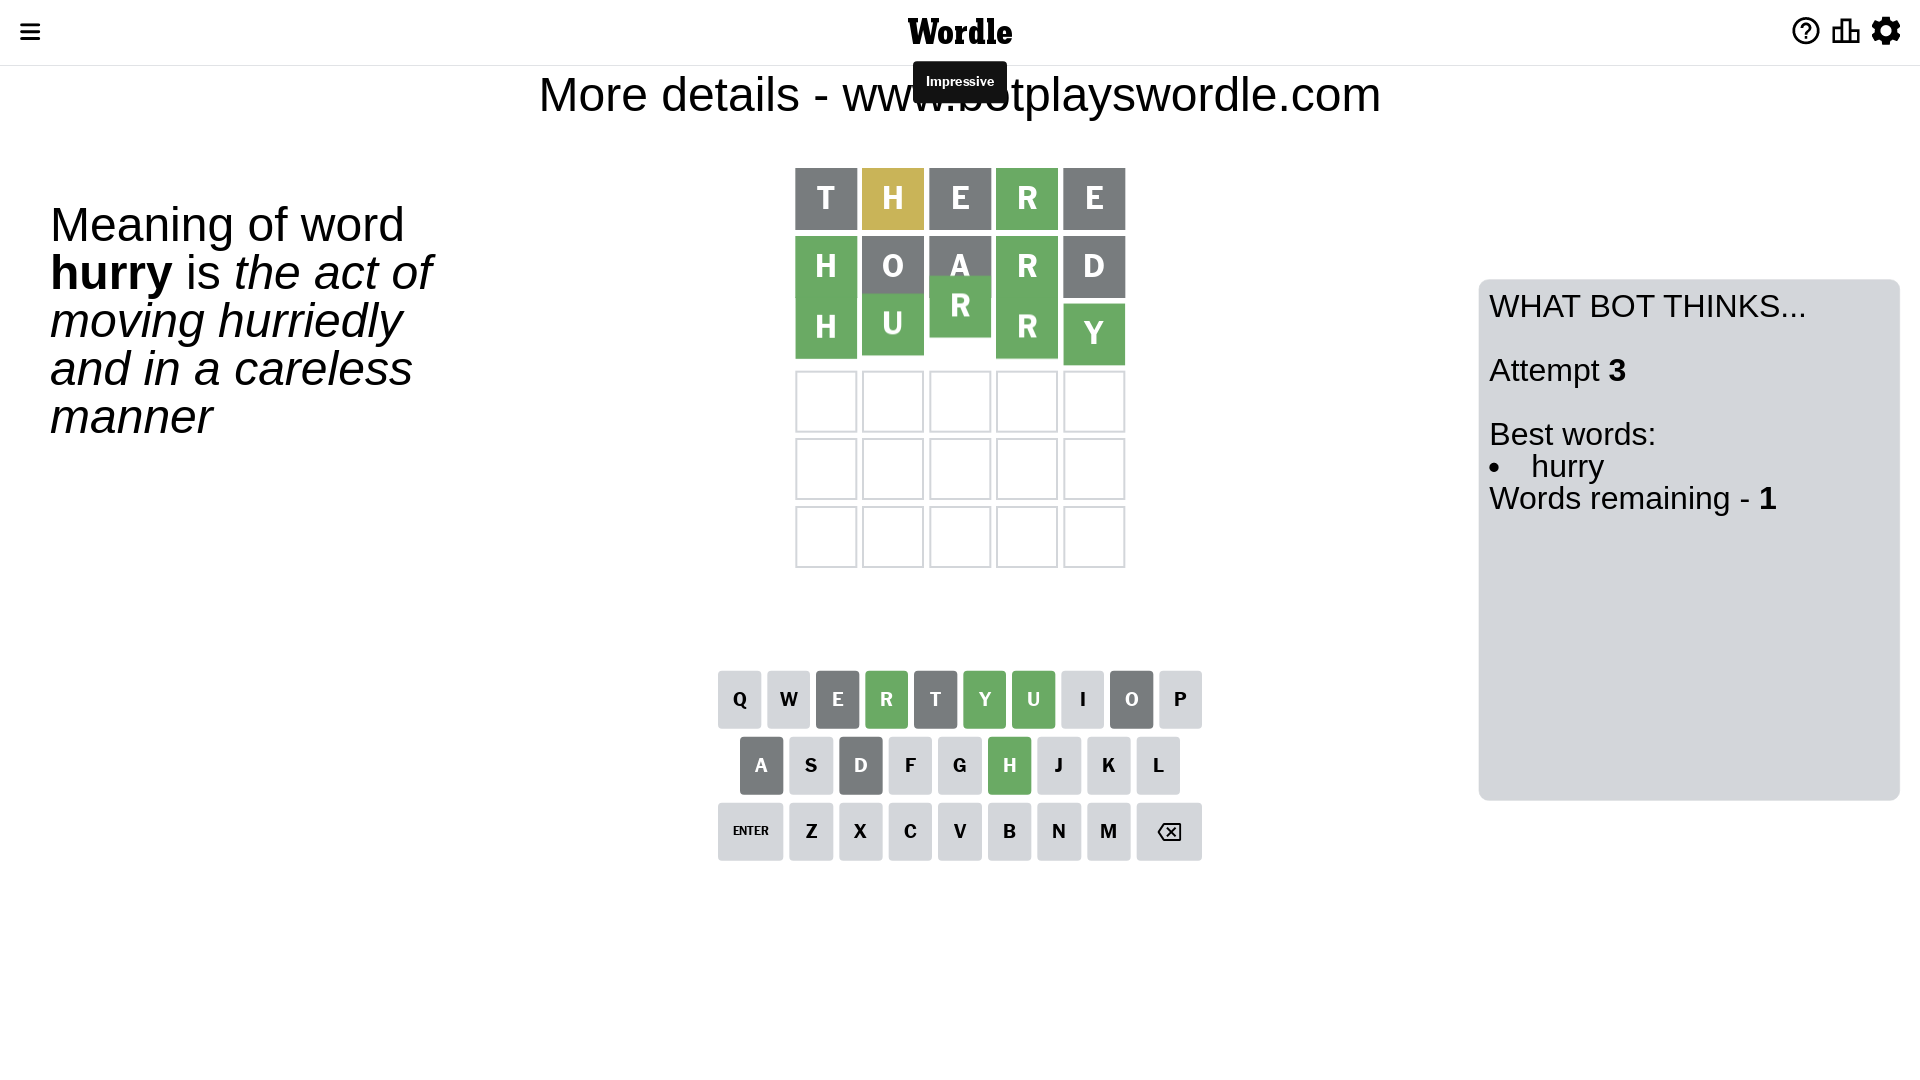 Wordle
Impressive
More details - www.botplayswordle.com
Meaning of word
hurry is the act of
moving hurriedly
and in a careless
manner
T H E R E
H O A R D
H U R R Y
WHAT BOT THINKS...
Attempt 3
Best words:
• hurry
Words remaining - 1
Q W E R T Y U I O P
A S D F G H J K L
ENTER Z X C V B N M